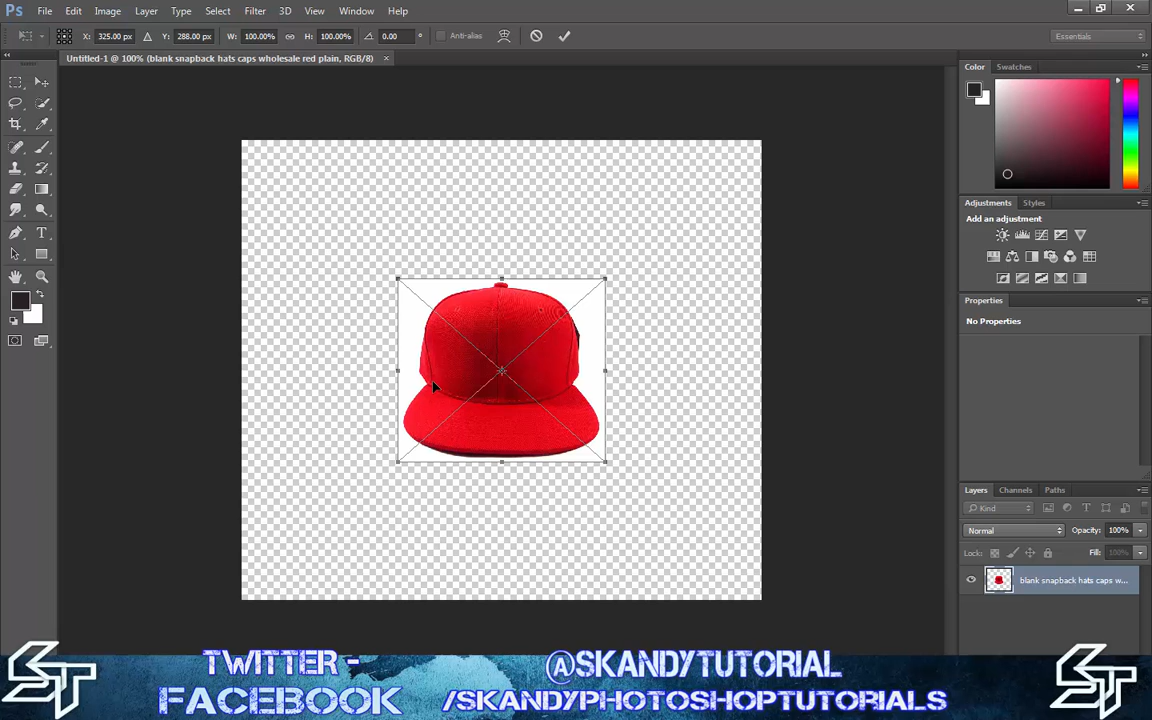 Ps File Edit Image Layer Type Select Filter 3D View Window Help
X: 325.00 px Y: 288.00 px W: 100.00% H: 100.00% 0.00 ° Anti-alias Essentials
Untitled-1 @ 100% (blank snapback hats caps wholesale red plain, RGB/8) ×
Color Swatches
Adjustments Styles
Add an adjustment
Properties
No Properties
Layers Channels Paths
Kind
Normal Opacity: 100%
Lock: Fill: 100%
blank snapback hats caps w...
ST TWITTER - @SKANDYTUTORIAL ST
FACEBOOK /SKANDYPHOTOSHOPTUTORIALS